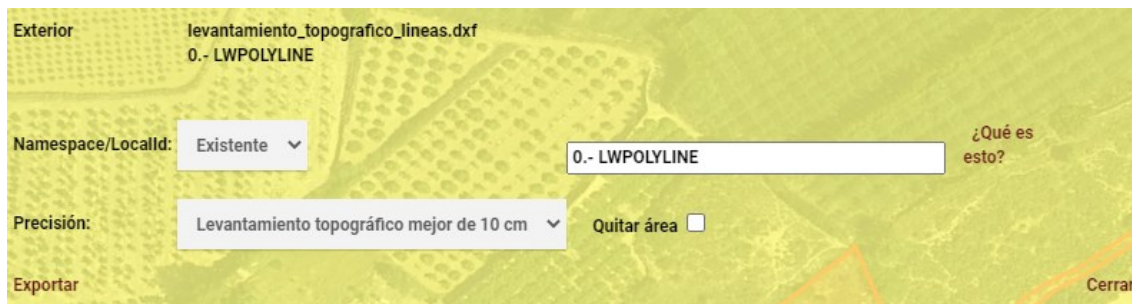 Exterior levantamiento_topografico_lineas.dxf
0.- LWPOLYLINE
Namespace/LocalId: Existente 0.- LWPOLYLINE ¿Qué es
esto?
Precisión: Levantamiento topográfico mejor de 10 cm Quitar área
Exportar Cerrar